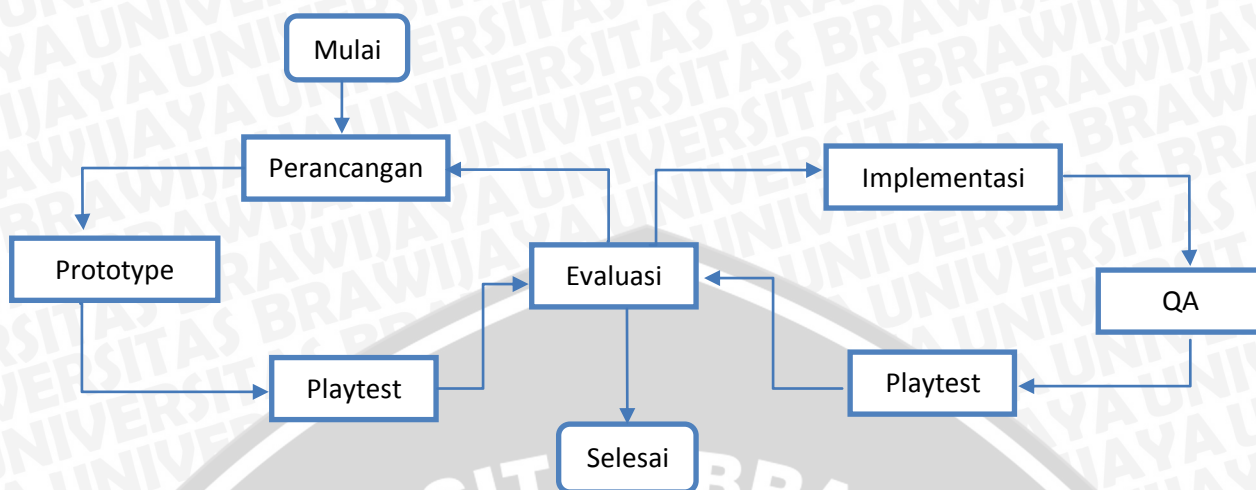 Mulai
Perancangan
Implementasi
Prototype
Evaluasi
QA
Playtest
Playtest
Selesai